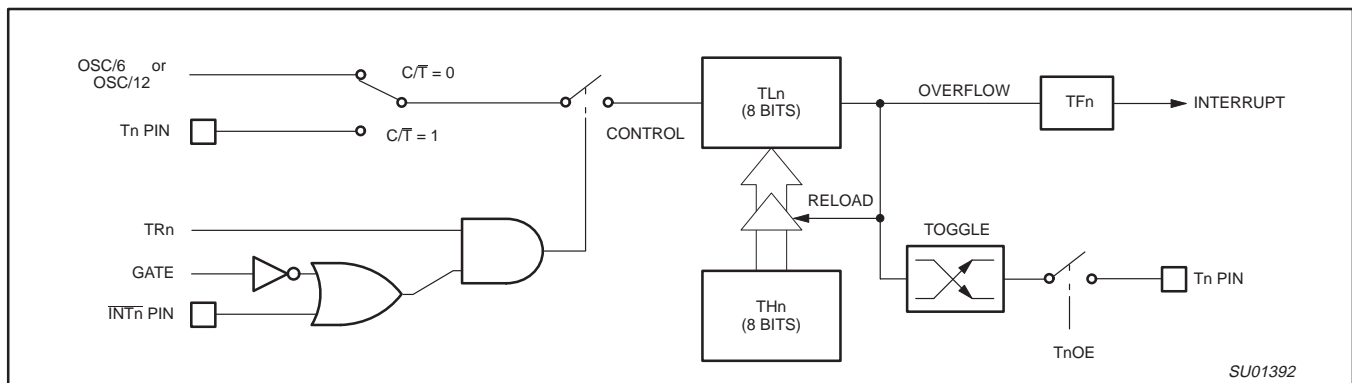 OSC/6 or
OSC/12
C/T̅ = 0
Tn PIN
C/T̅ = 1
CONTROL
TLn
(8 BITS)
OVERFLOW
TFn
INTERRUPT
RELOAD
TRn
GATE
I̅N̅T̅n̅ PIN
THn
(8 BITS)
TOGGLE
Tn PIN
TnOE
SU01392